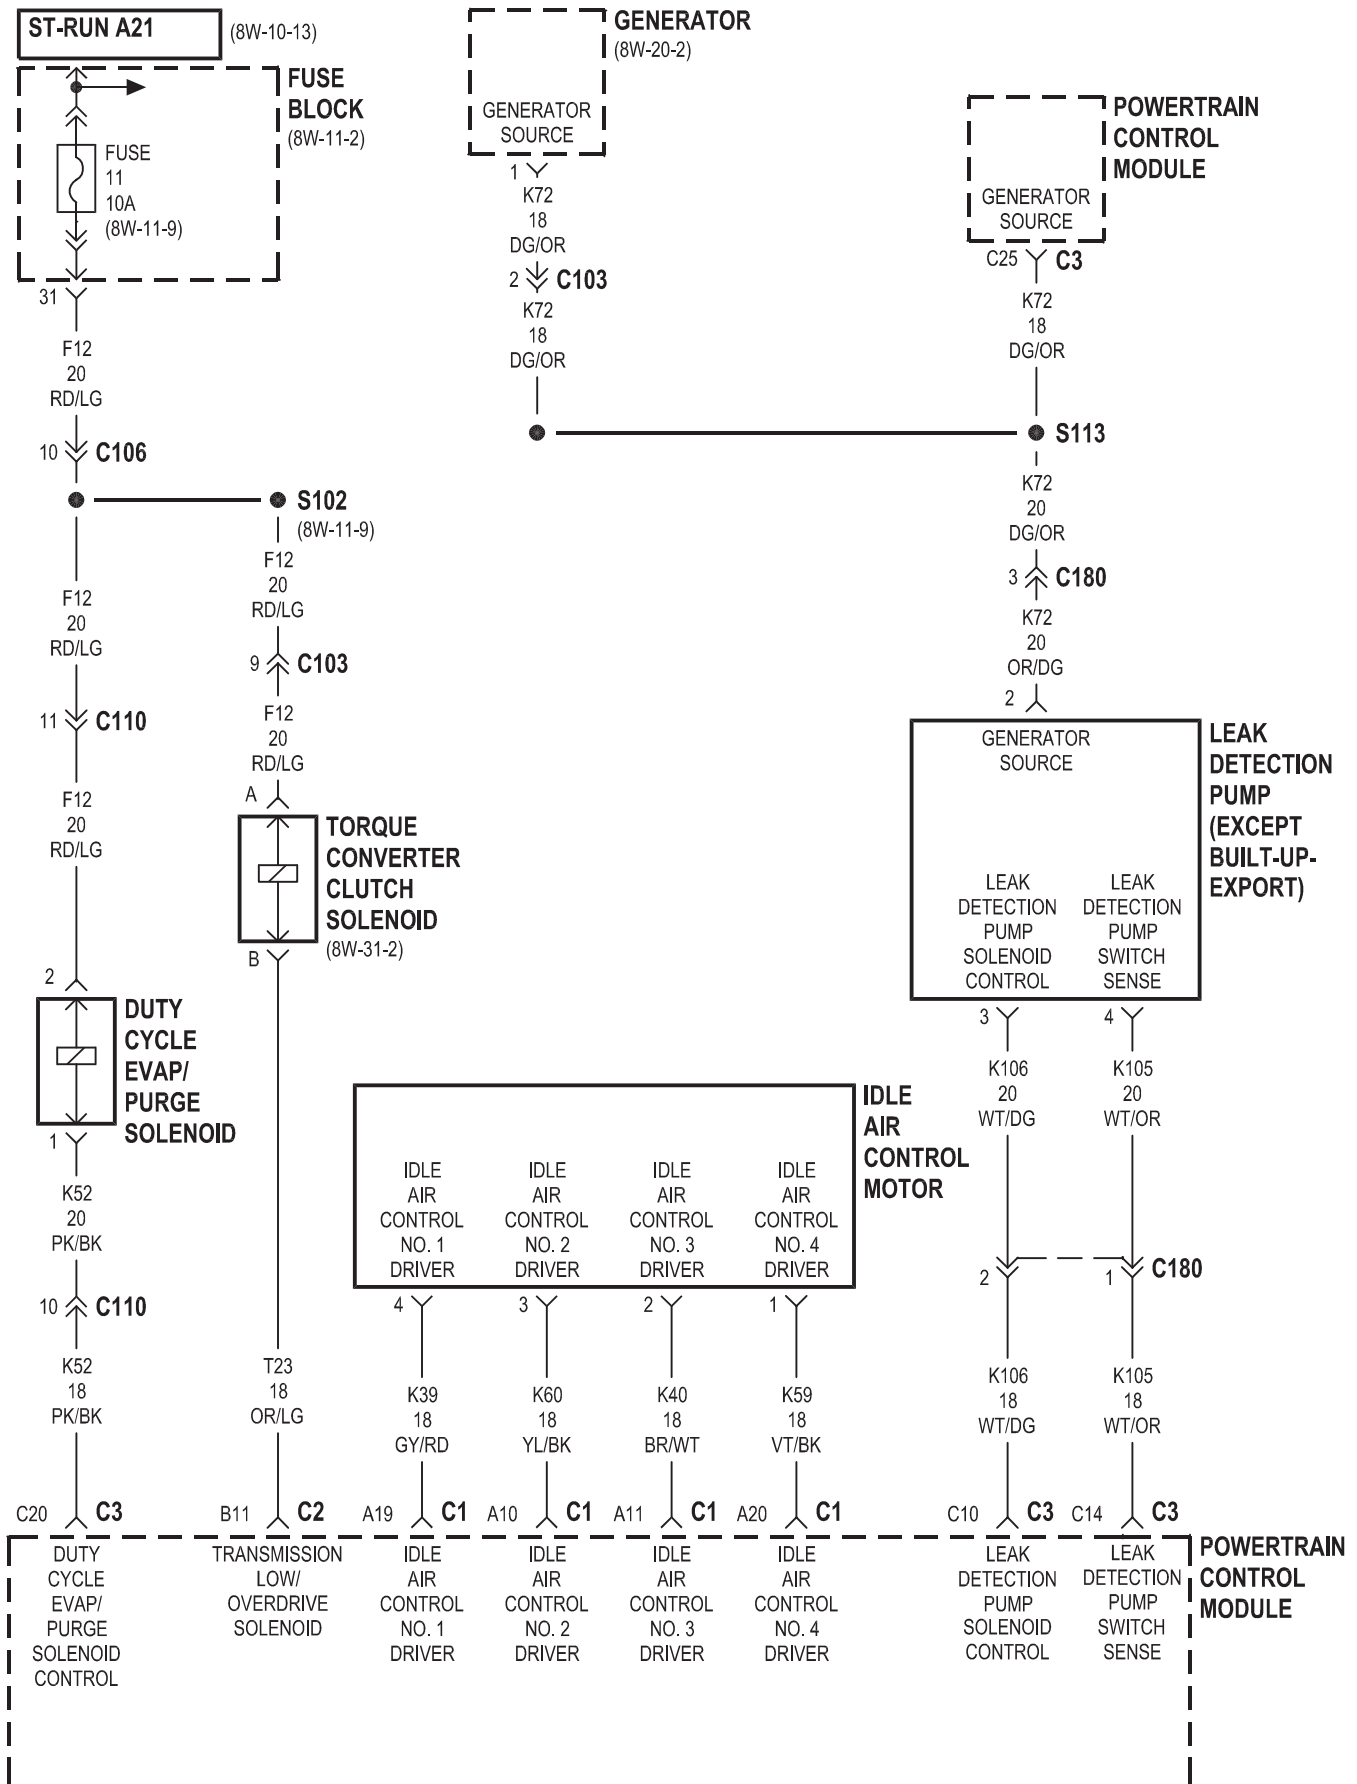 ST-RUN A21
(8W-10-13)
FUSE
BLOCK
(8W-11-2)
FUSE
11
10A
(8W-11-9)
31
F12
20
RD/LG
10
C106
S102
(8W-11-9)
F12
20
RD/LG
11
C110
F12
20
RD/LG
2
DUTY
CYCLE
EVAP/
PURGE
SOLENOID
1
K52
20
PK/BK
10
C110
K52
18
PK/BK
C20
C3
F12
20
RD/LG
9
C103
F12
20
RD/LG
A
TORQUE
CONVERTER
CLUTCH
SOLENOID
(8W-31-2)
B
T23
18
OR/LG
B11
C2
GENERATOR
(8W-20-2)
GENERATOR
SOURCE
1
K72
18
DG/OR
2
C103
K72
18
DG/OR
POWERTRAIN
CONTROL
MODULE
GENERATOR
SOURCE
C25
C3
K72
18
DG/OR
S113
K72
20
DG/OR
3
C180
K72
20
OR/DG
2
LEAK
DETECTION
PUMP
(EXCEPT
BUILT-UP-
EXPORT)
GENERATOR
SOURCE
LEAK
DETECTION
PUMP
SOLENOID
CONTROL
LEAK
DETECTION
PUMP
SWITCH
SENSE
3
K106
20
WT/DG
4
K105
20
WT/OR
2
1
C180
K106
18
WT/DG
K105
18
WT/OR
C10
C3
C14
C3
IDLE
AIR
CONTROL
MOTOR
IDLE
AIR
CONTROL
NO. 1
DRIVER
IDLE
AIR
CONTROL
NO. 2
DRIVER
IDLE
AIR
CONTROL
NO. 3
DRIVER
IDLE
AIR
CONTROL
NO. 4
DRIVER
4
K39
18
GY/RD
A19
C1
3
K60
18
YL/BK
A10
C1
2
K40
18
BR/WT
A11
C1
1
K59
18
VT/BK
A20
C1
DUTY
CYCLE
EVAP/
PURGE
SOLENOID
CONTROL
TRANSMISSION
LOW/
OVERDRIVE
SOLENOID
IDLE
AIR
CONTROL
NO. 1
DRIVER
IDLE
AIR
CONTROL
NO. 2
DRIVER
IDLE
AIR
CONTROL
NO. 3
DRIVER
IDLE
AIR
CONTROL
NO. 4
DRIVER
LEAK
DETECTION
PUMP
SOLENOID
CONTROL
LEAK
DETECTION
PUMP
SWITCH
SENSE
POWERTRAIN
CONTROL
MODULE